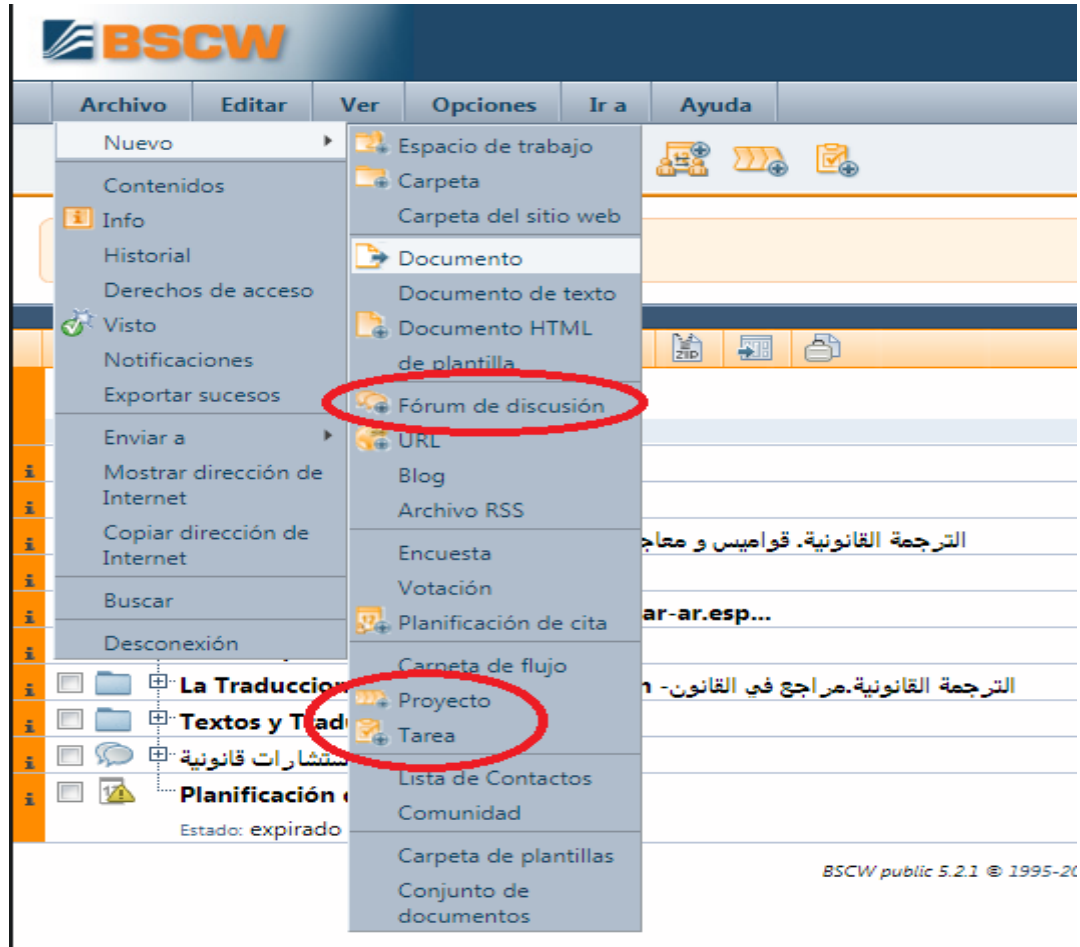 BSCW
Archivo Editar Ver Opciones Ir a Ayuda
Nuevo
Contenidos
Info
Historial
Derechos de acceso
Visto
Notificaciones
Exportar sucesos
Enviar a
Mostrar dirección de
Internet
Copiar dirección de
Internet
Buscar
Desconexión
Espacio de trabajo
Carpeta
Carpeta del sitio web
Documento
Documento de texto
Documento HTML
de plantilla
Fórum de discusión
URL
Blog
Archivo RSS
Encuesta
Votación
Planificación de cita
Carpeta de flujo
Proyecto
Tarea
Lista de Contactos
Comunidad
Carpeta de plantillas
Conjunto de
documentos
ZIP
الترجمة القانونية. قواميس و
ar-ar.esp...
La Traduccion
الترجمة القانونية.مراجع في القانون-
Textos y
قانونية
Planificación
Estado: expirado
BSCW public 5.2.1 © 1995-20